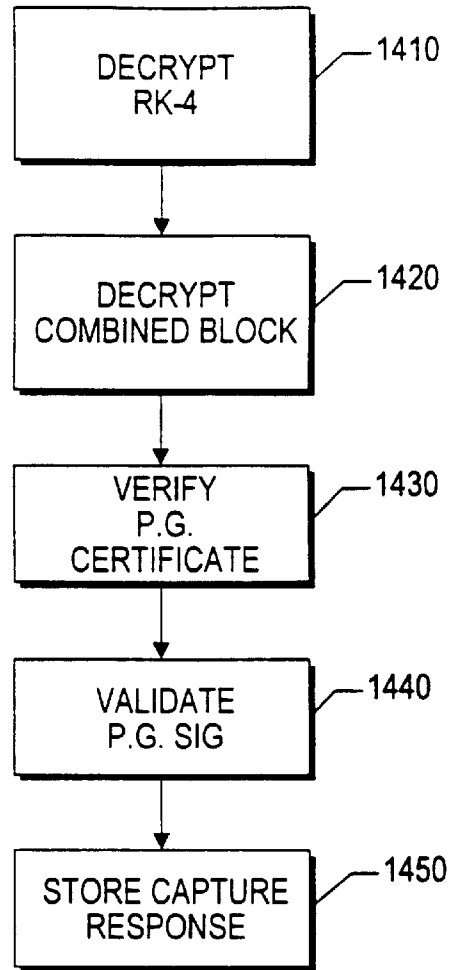 DECRYPT
RK-4
1410
DECRYPT
COMBINED BLOCK
1420
VERIFY
P.G.
CERTIFICATE
1430
VALIDATE
P.G. SIG
1440
STORE CAPTURE
RESPONSE
1450